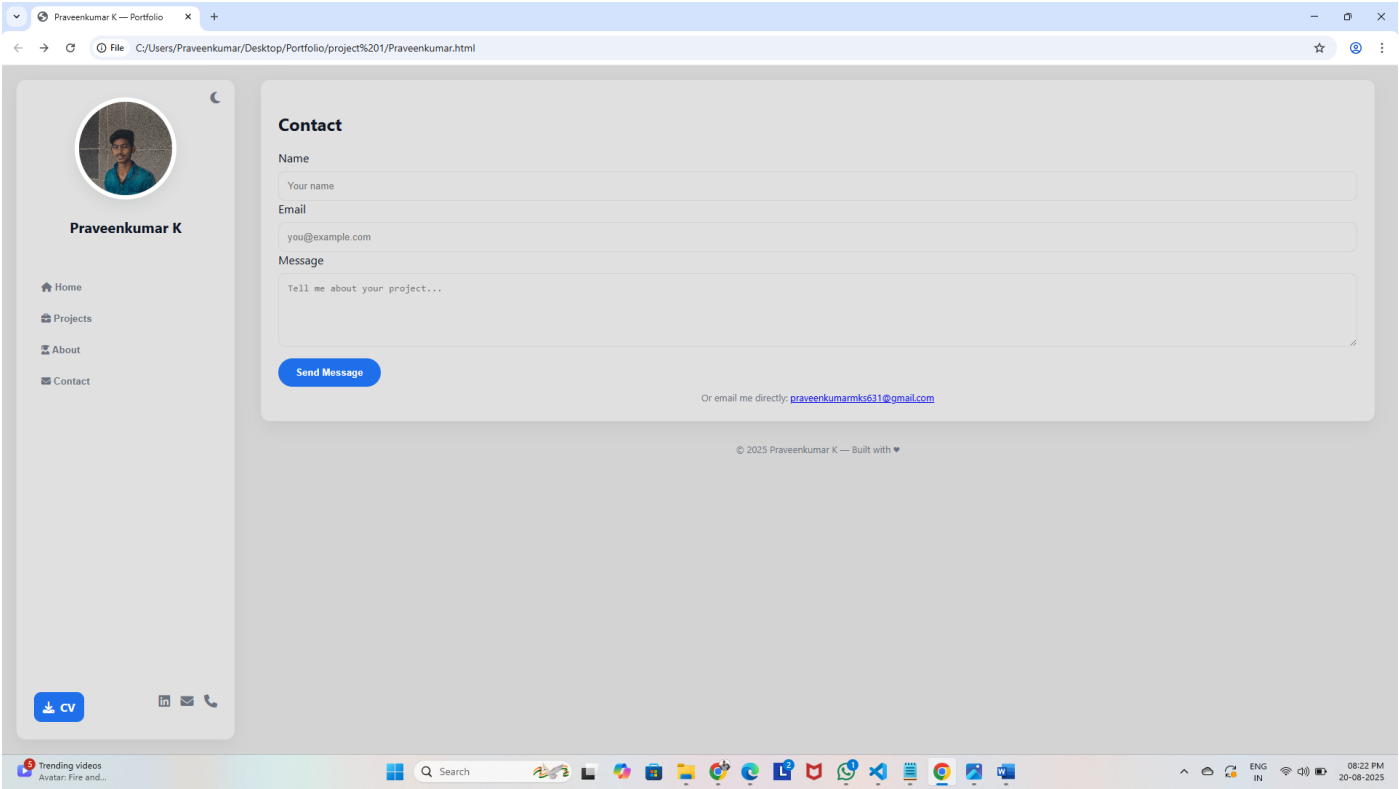 Praveenkumar K — Portfolio
File
C:/Users/Praveenkumar/Desktop/Portfolio/project%201/Praveenkumar.html
Praveenkumar K
Home
Projects
About
Contact
CV
Contact
Name
Your name
Email
you@example.com
Message
Tell me about your project...
Send Message
Or email me directly: praveenkumarmks631@gmail.com
© 2025 Praveenkumar K — Built with ♥
5
Trending videos
Avatar: Fire and...
Search
L
2
1
W
ENG
IN
08:22 PM
20-08-2025